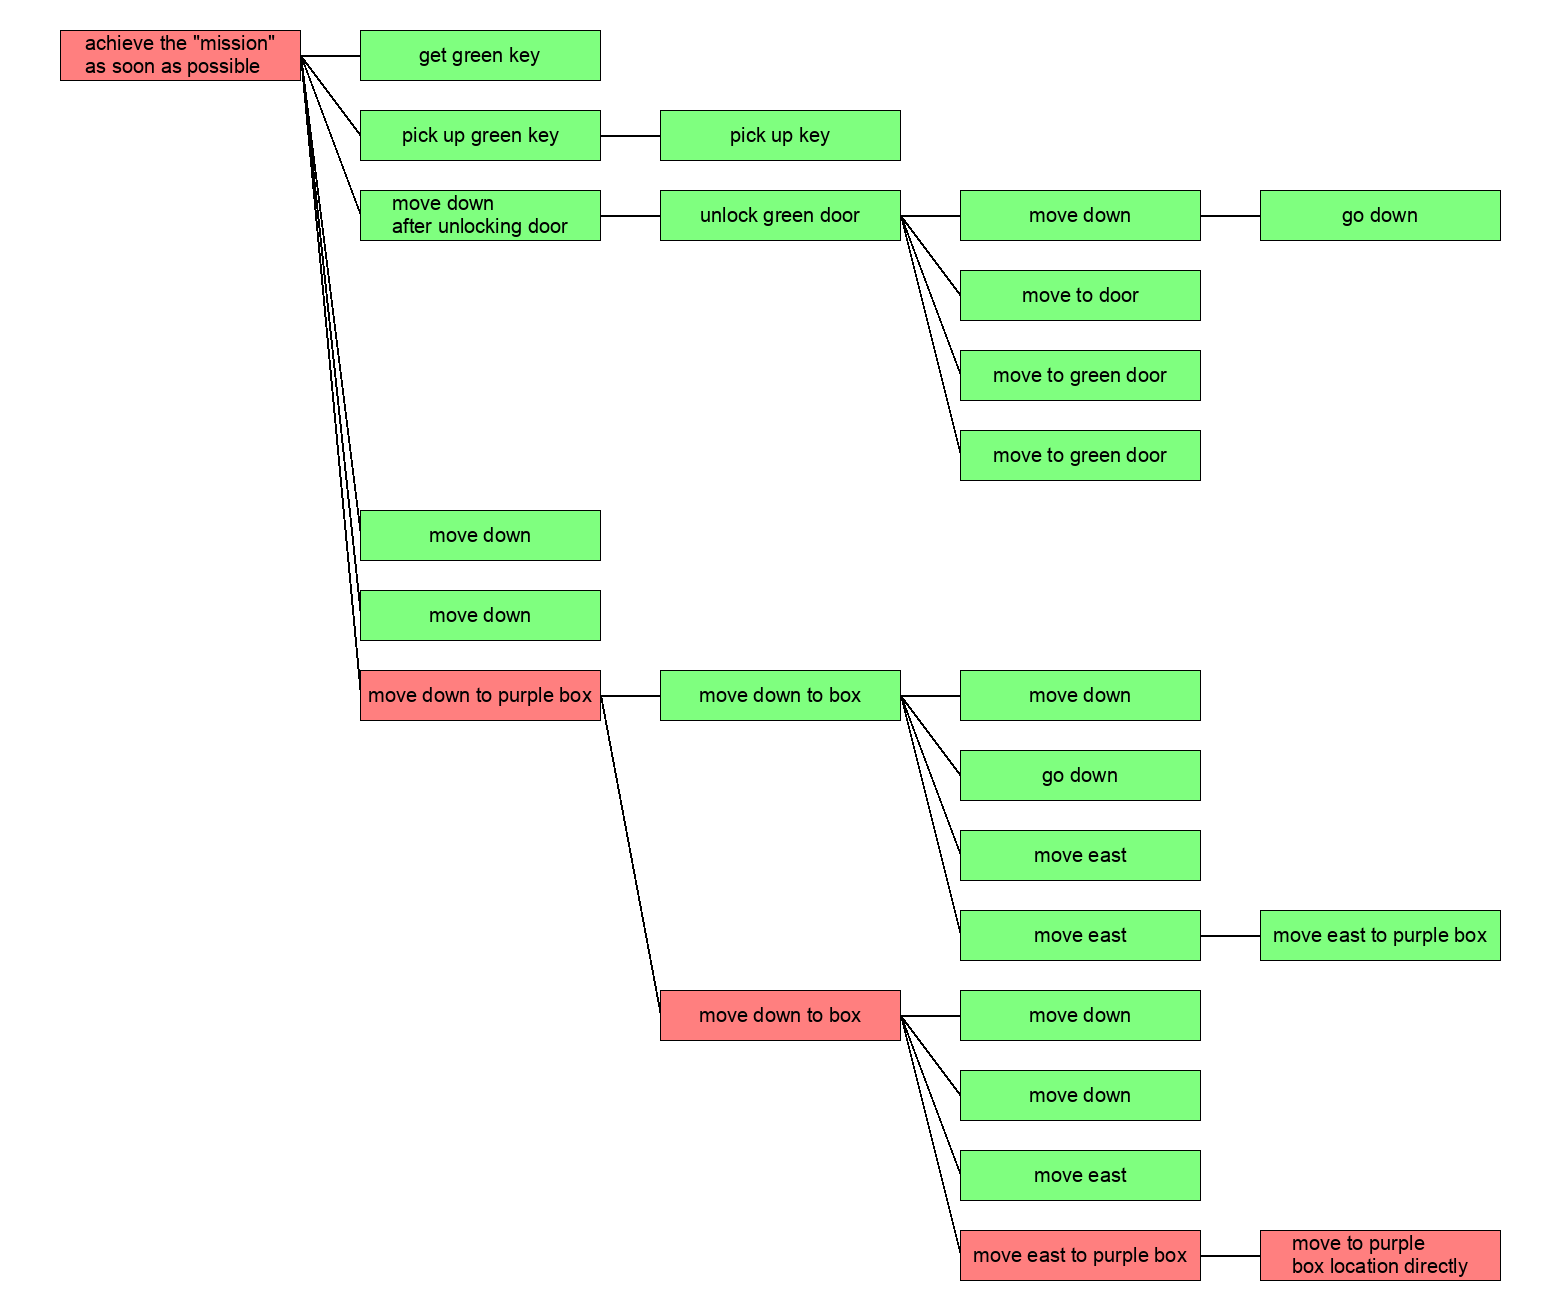 achieve the "mission"
as soon as possible
get green key
pick up green key
pick up key
move down
after unlocking door
unlock green door
move down
go down
move to door
move to green door
move to green door
move down
move down
move down to purple box
move down to box
move down
go down
move east
move east
move east to purple box
move down to box
move down
move down
move east
move east to purple box
move to purple
box location directly